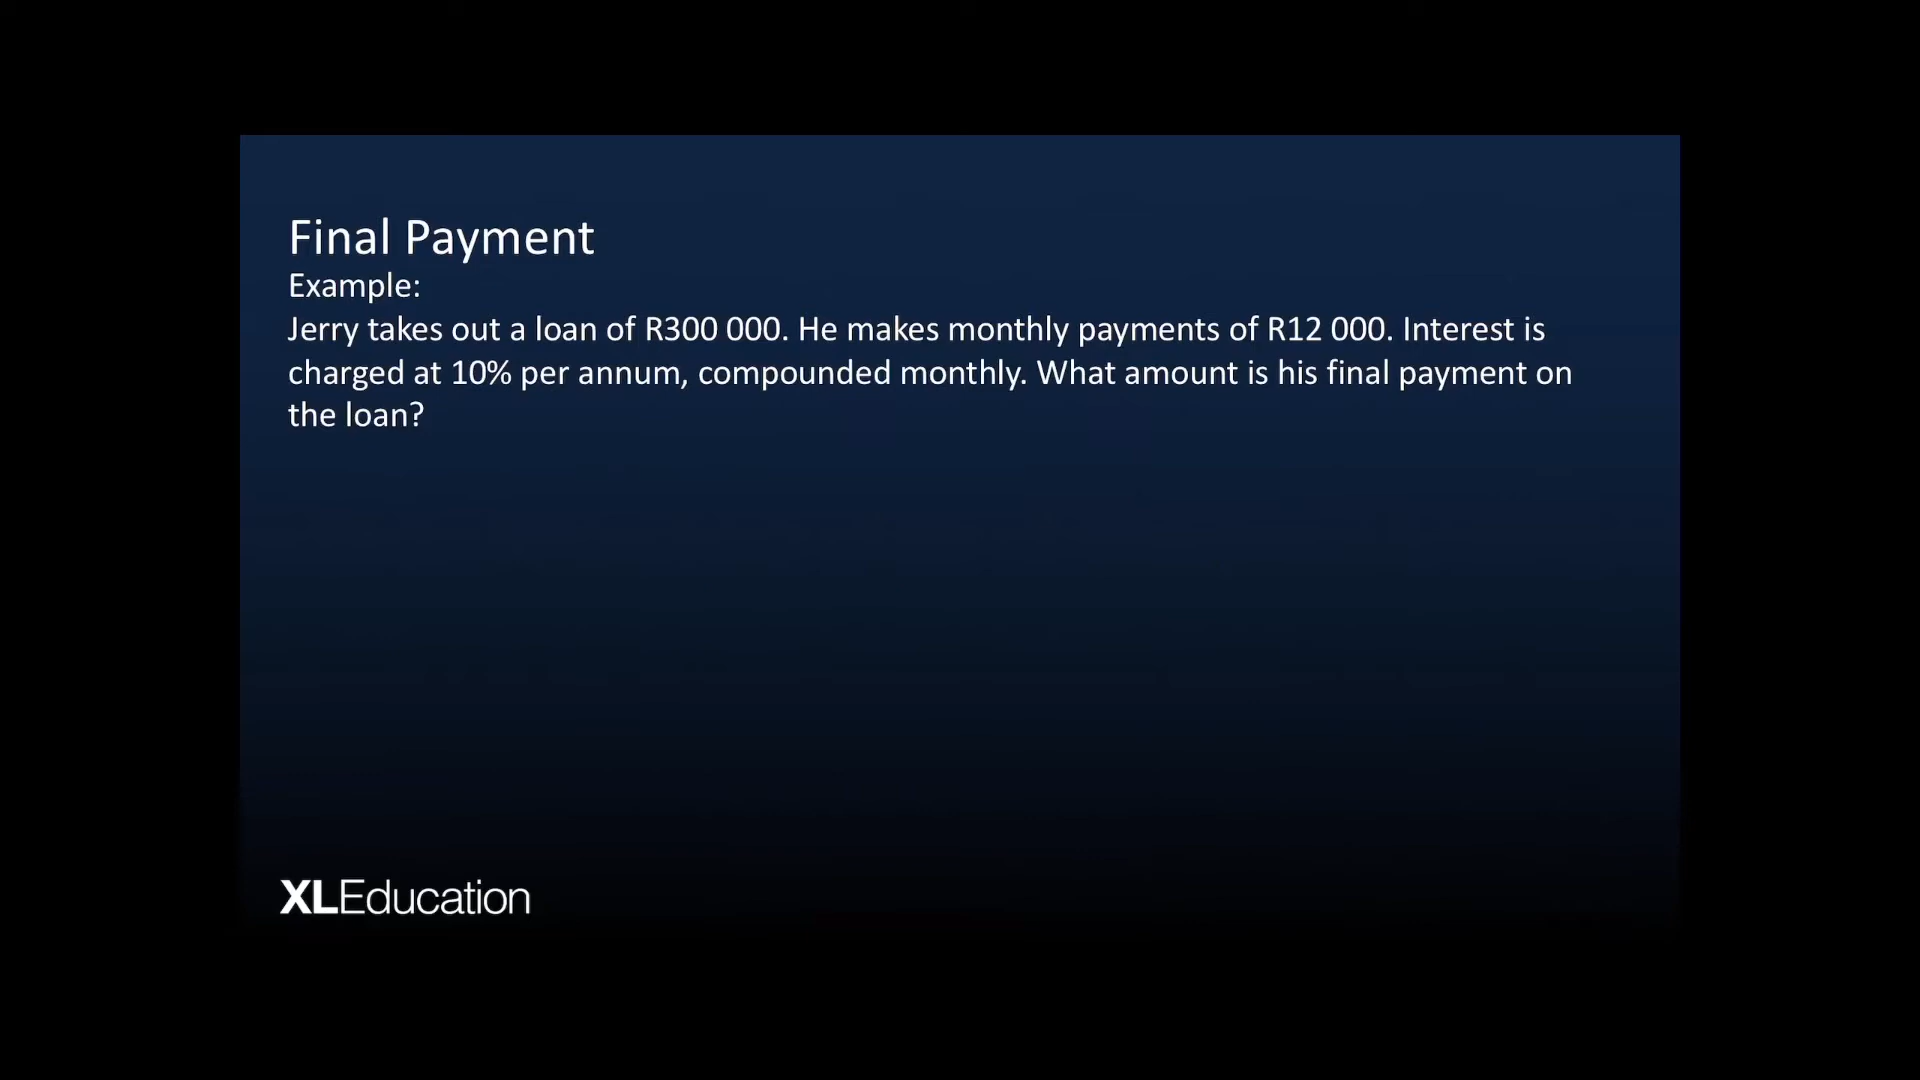 Final Payment
Example:
Jerry takes out a loan of R300 000. He makes monthly payments of R12 000. Interest is
charged at 10% per annum, compounded monthly. What amount is his final payment on
the loan?
XLEducation